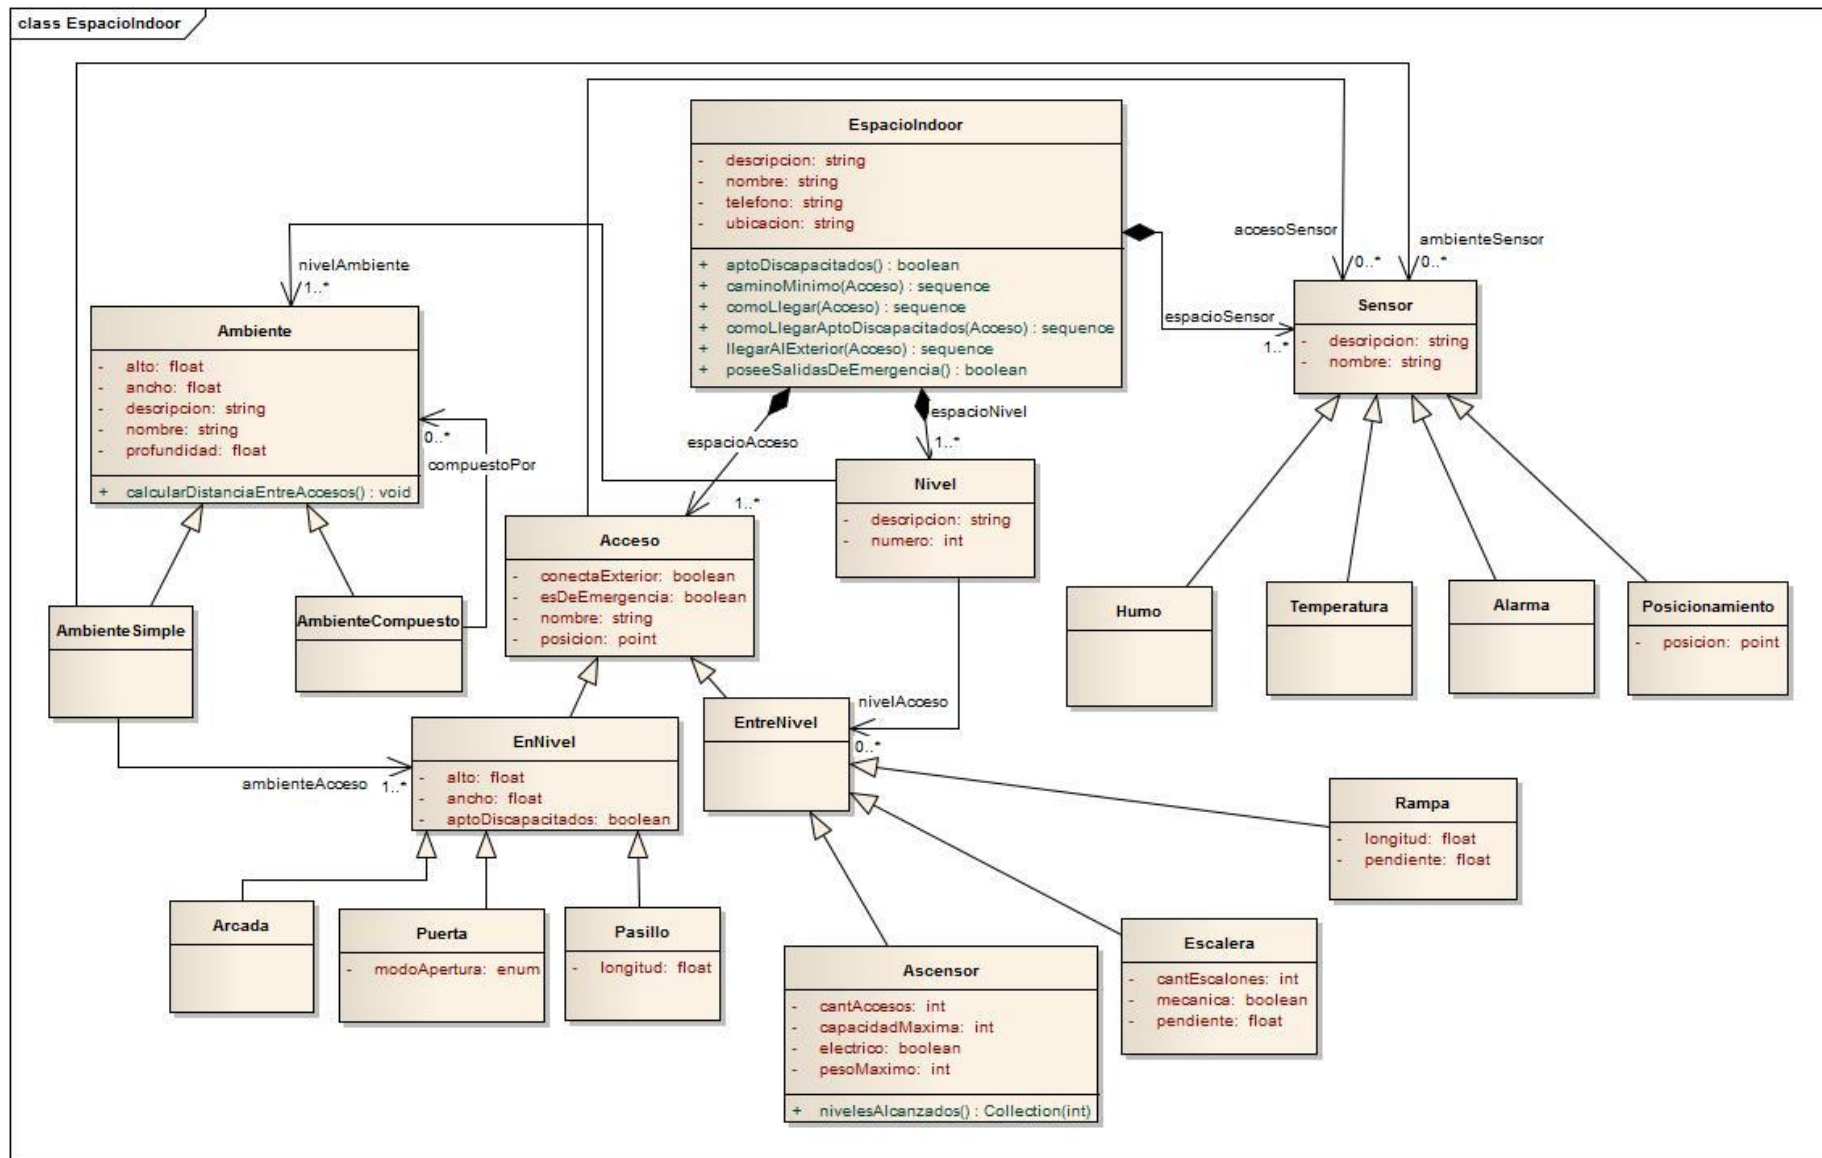 class EspacioIndoor
EspacioIndoor
- descripcion: string
- nombre: string
- telefono: string
- ubicacion: string
+ aptoDiscapacitados() : boolean
+ caminoMinimo(Acceso) : sequence
+ comoLlegar(Acceso) : sequence
+ comoLlegarAptoDiscapacitados(Acceso) : sequence
+ llegarAlExterior(Acceso) : sequence
+ poseeSalidasDeEmergencia() : boolean
accesoSensor
0..*
ambienteSensor
0..*
espacioSensor
1..*
Sensor
- descripcion: string
- nombre: string
nivelAmbiente
1..*
Ambiente
- alto: float
- ancho: float
- descripcion: string
- nombre: string
- profundidad: float
+ calcularDistanciaEntreAccesos() : void
0..*
compuestoPor
espacioAcceso
1..*
espacioNivel
1..*
Nivel
- descripcion: string
- numero: int
Acceso
- conectaExterior: boolean
- esDeEmergencia: boolean
- nombre: string
- posicion: point
AmbienteSimple
AmbienteCompuesto
Humo
Temperatura
Alarma
Posicionamiento
- posicion: point
nivelAcceso
0..*
EntreNivel
EnNivel
- alto: float
- ancho: float
- aptoDiscapacitados: boolean
ambienteAcceso
1..*
Rampa
- longitud: float
- pendiente: float
Arcada
Puerta
- modoApertura: enum
Pasillo
- longitud: float
Ascensor
- cantAccesos: int
- capacidadMaxima: int
- electrico: boolean
- pesoMaximo: int
+ nivelesAlcanzados() : Collection(int)
Escalera
- cantEscalones: int
- mecanica: boolean
- pendiente: float